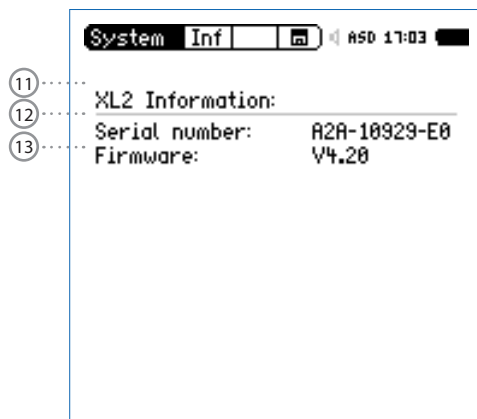 System Inf ASD 17:03
11
XL2 Information:
12
Serial number: A2A-10929-E0
13
Firmware: V4.20